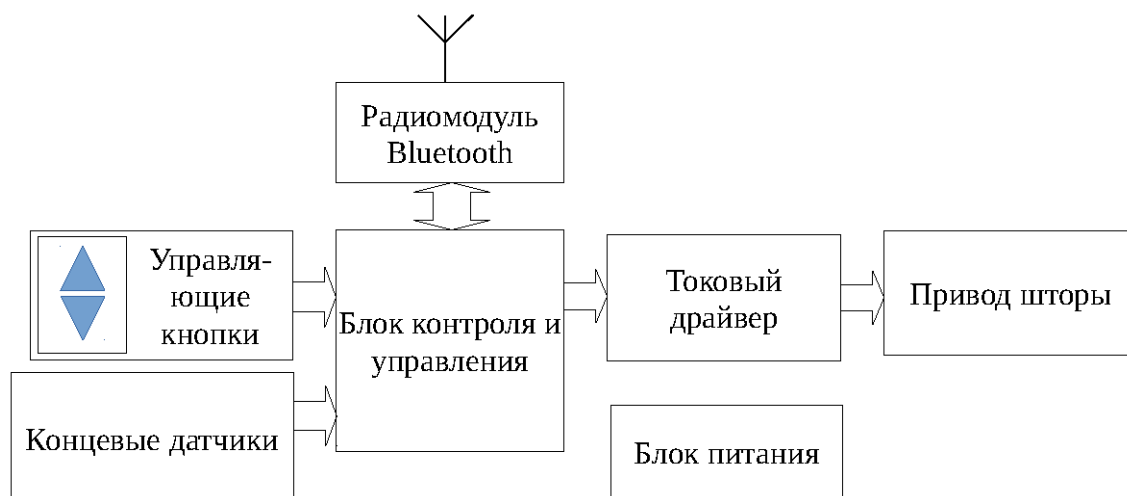 Радиомодуль
Bluetooth
Управля-
ющие
кнопки
Блок контроля и
управления
Токовый
драйвер
Привод шторы
Концевые датчики
Блок питания